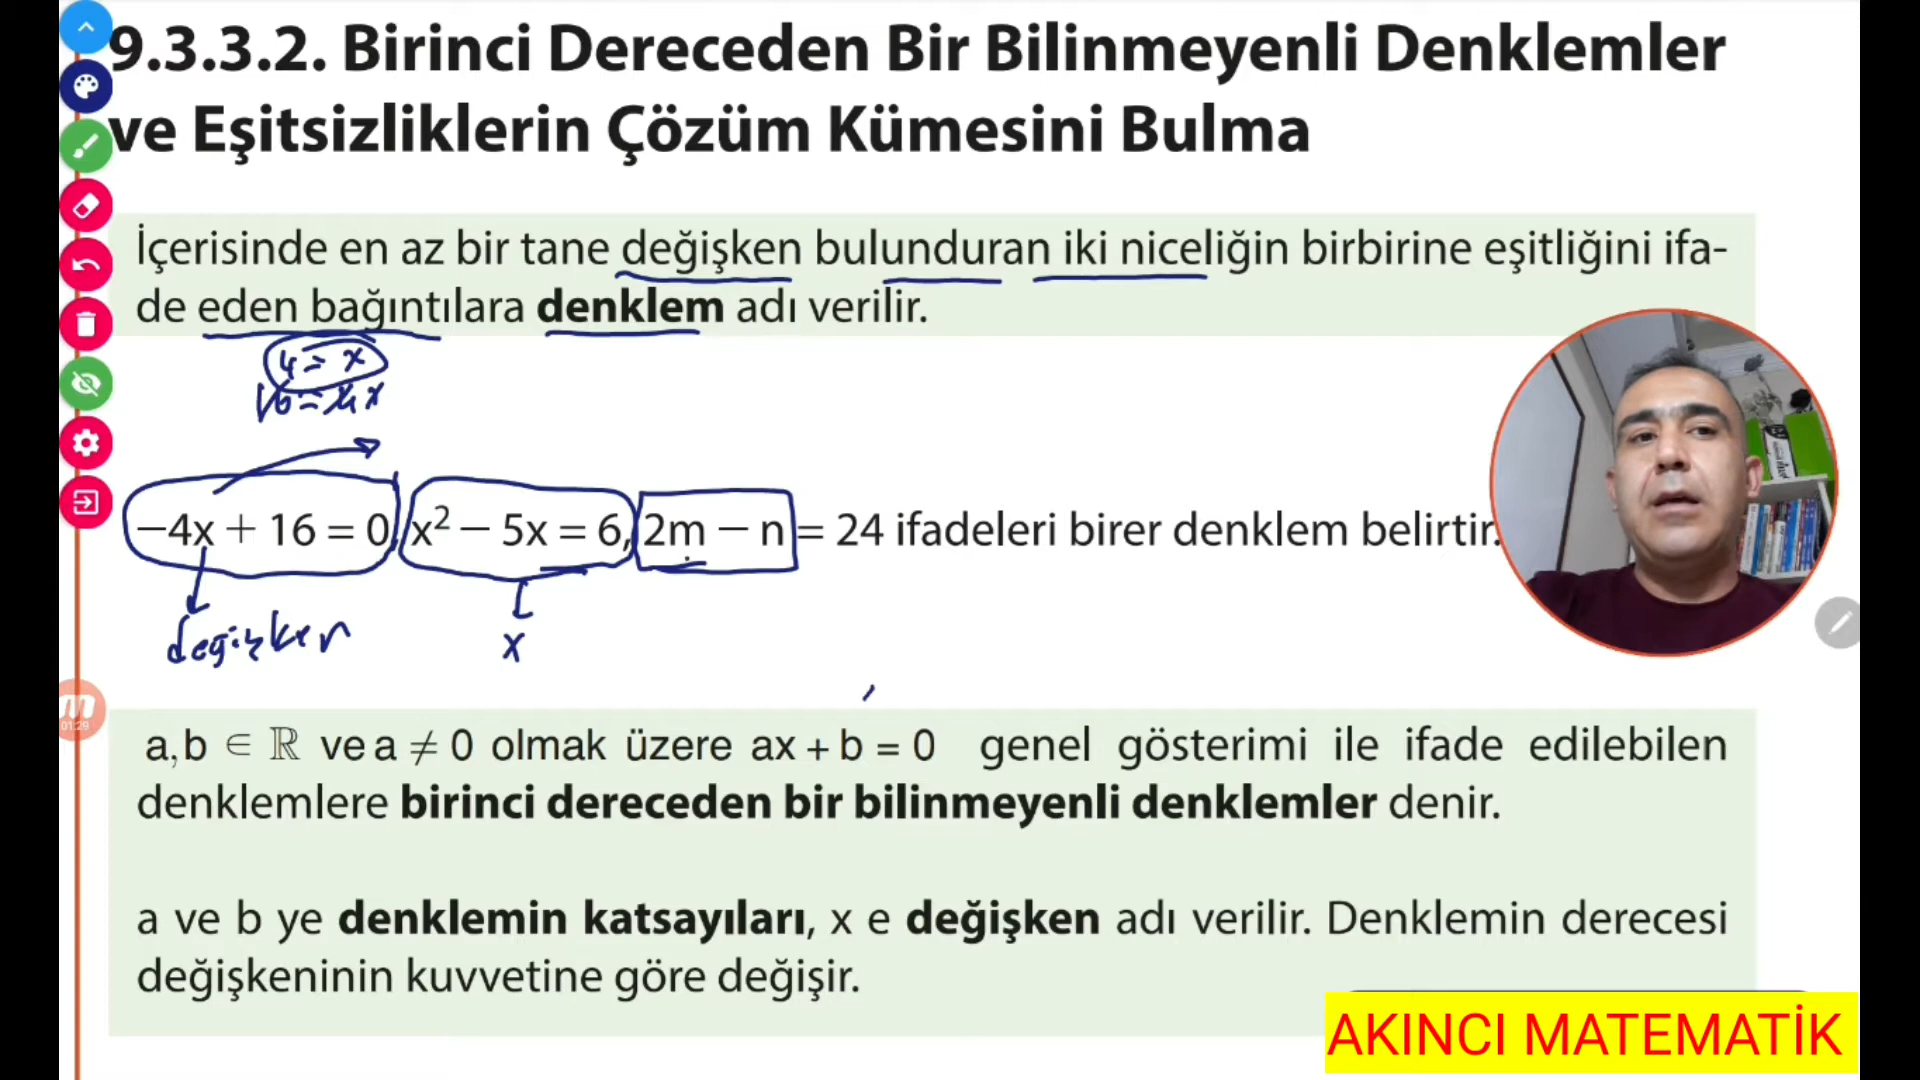 9.3.3.2. Birinci Dereceden Bir Bilinmeyenli Denklemler
ve Eşitsizliklerin Çözüm Kümesini Bulma
İçerisinde en az bir tane değişken bulunduran iki niceliğin birbirine eşitliğini ifa-
de eden bağıntılara denklem adı verilir.
4 = x
16 = 4x
−4x + 16 = 0, x² − 5x = 6, 2m − n = 24 ifadeleri birer denklem belirtir.
değişken
x
01:29
a, b ∈ ℝ ve a ≠ 0 olmak üzere ax + b = 0 genel gösterimi ile ifade edilebilen
denklemlere birinci dereceden bir bilinmeyenli denklemler denir.
a ve b ye denklemin katsayıları, x e değişken adı verilir. Denklemin derecesi
değişkeninin kuvvetine göre değişir.
AKINCI MATEMATİK